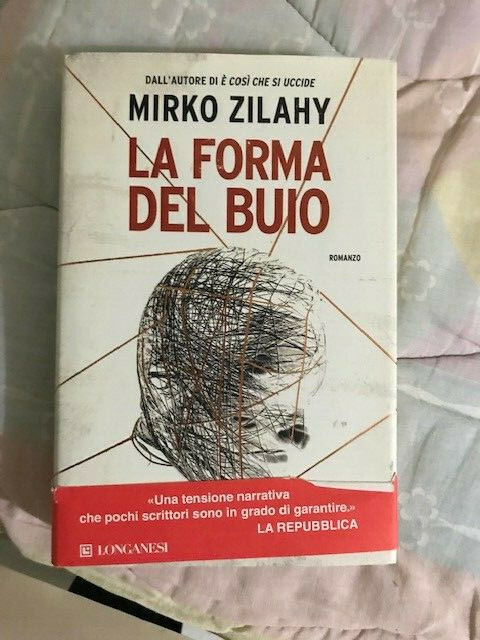 DALL'AUTORE DI È COSÌ CHE SI UCCIDE
MIRKO ZILAHY
LA FORMA
DEL BUIO
ROMANZO
«Una tensione narrativa
che pochi scrittori sono in grado di garantire.»
LA REPUBBLICA
LONGANESI